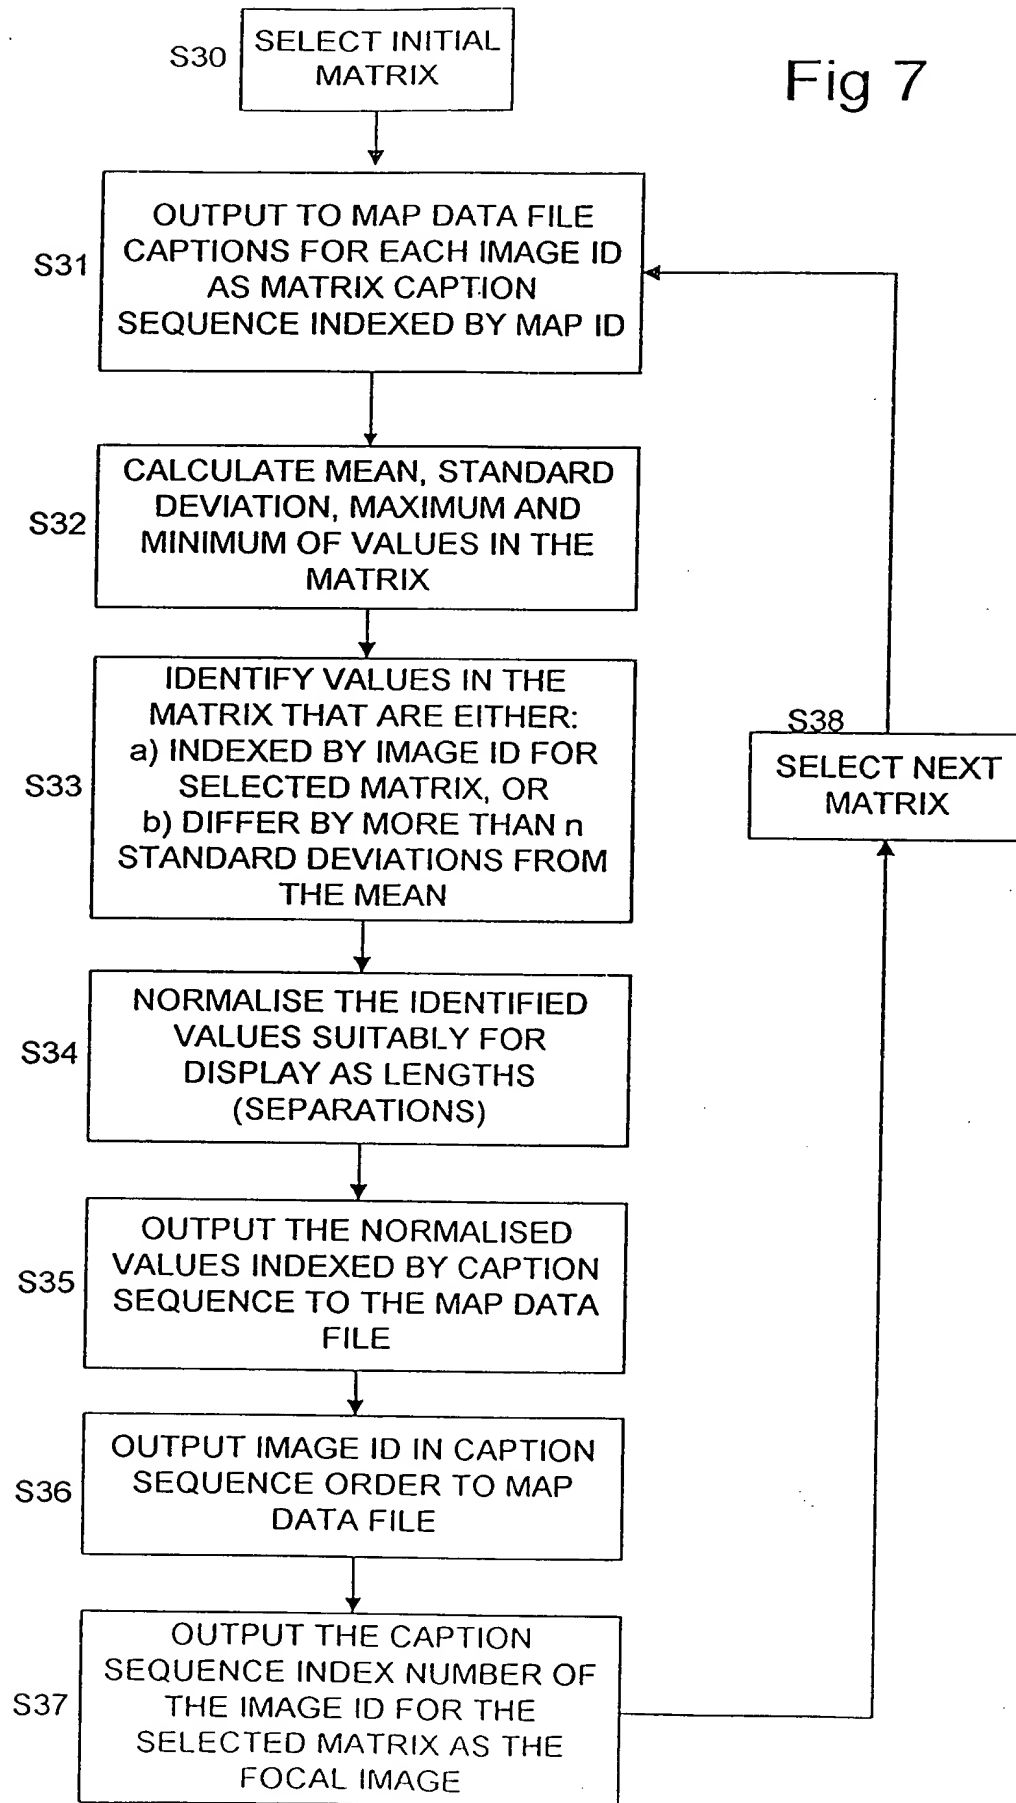 Fig 7
S30
SELECT INITIAL
MATRIX
S31
OUTPUT TO MAP DATA FILE
CAPTIONS FOR EACH IMAGE ID
AS MATRIX CAPTION
SEQUENCE INDEXED BY MAP ID
S32
CALCULATE MEAN, STANDARD
DEVIATION, MAXIMUM AND
MINIMUM OF VALUES IN THE
MATRIX
S33
IDENTIFY VALUES IN THE
MATRIX THAT ARE EITHER:
a) INDEXED BY IMAGE ID FOR
SELECTED MATRIX, OR
b) DIFFER BY MORE THAN n
STANDARD DEVIATIONS FROM
THE MEAN
S34
NORMALISE THE IDENTIFIED
VALUES SUITABLY FOR
DISPLAY AS LENGTHS
(SEPARATIONS)
S35
OUTPUT THE NORMALISED
VALUES INDEXED BY CAPTION
SEQUENCE TO THE MAP DATA
FILE
S36
OUTPUT IMAGE ID IN CAPTION
SEQUENCE ORDER TO MAP
DATA FILE
S37
OUTPUT THE CAPTION
SEQUENCE INDEX NUMBER OF
THE IMAGE ID FOR THE
SELECTED MATRIX AS THE
FOCAL IMAGE
S38
SELECT NEXT
MATRIX